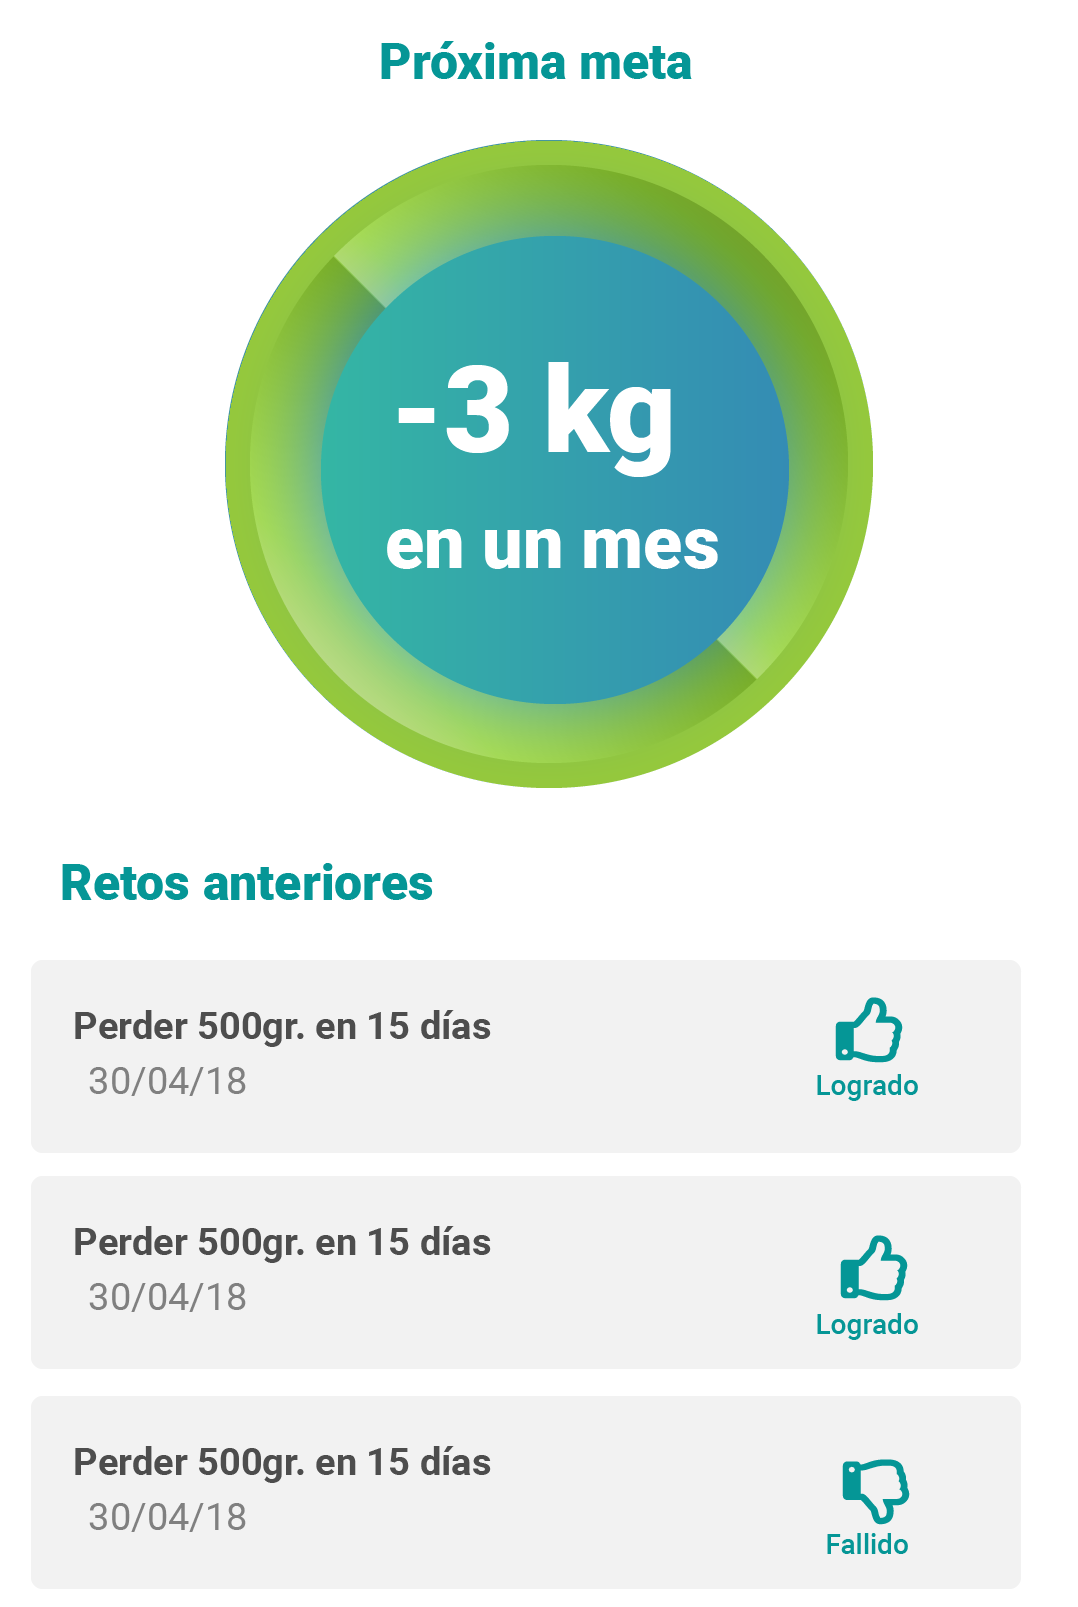 Próxima meta
-3 kg
en un mes
Retos anteriores
Perder 500gr. en 15 días
30/04/18
Logrado
Perder 500gr. en 15 días
30/04/18
Logrado
Perder 500gr. en 15 días
30/04/18
Fallido